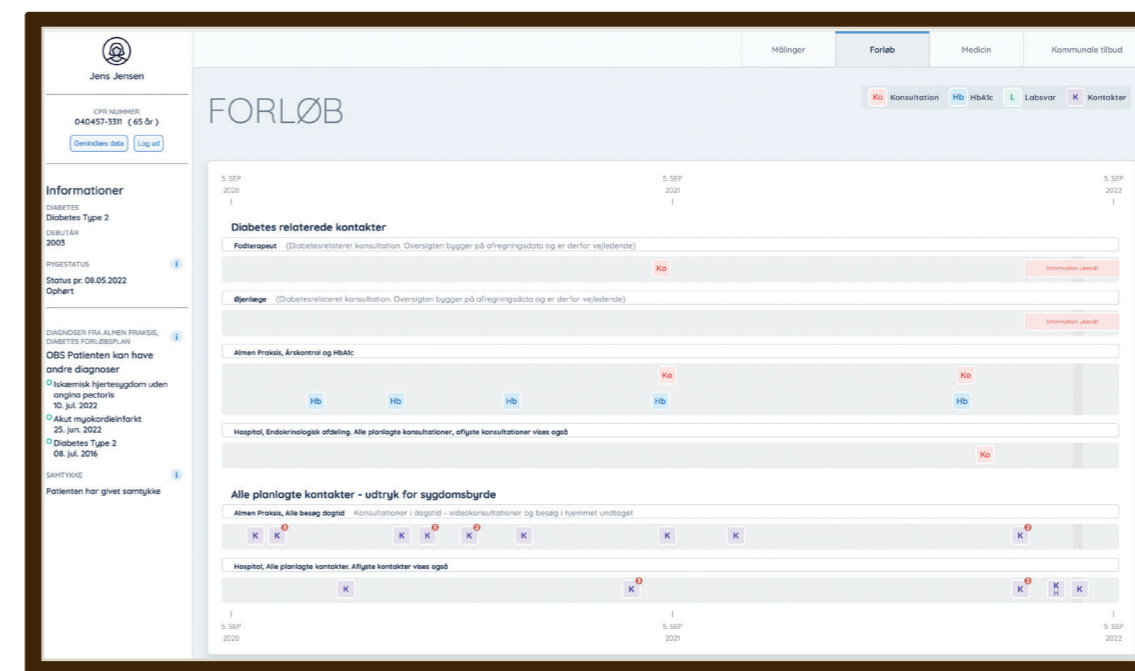 Jens Jensen
CPR NUMMER
040457-3311 ( 65 år )
Genindlæs data
Log ud
Informationer
DIABETES
Diabetes Type 2
DEBUTÅR
2003
RYGESTATUS
i
Status pr. 08.05.2022
Ophørt
DIAGNOSER FRA ALMEN PRAKSIS,
DIABETES FORLØBSPLAN
i
OBS Patienten kan have
andre diagnoser
Iskæmisk hjertesygdom uden
angina pectoris
10. jul. 2022
Akut myokardieinfarkt
25. jun. 2022
Diabetes Type 2
08. jul. 2016
SAMTYKKE
i
Patienten har givet samtykke
Målinger
Forløb
Medicin
Kommunale tilbud
FORLØB
Ko Konsultation Hb HbA1c L Labsvar K Kontakter
5. SEP 5. SEP 5. SEP
2020 2021 2022
Diabetes relaterede kontakter
Fodterapeut (Diabetesrelateret konsultation. Oversigten bygger på afregningsdata og er derfor vejledende)
Ko Information ukendt
Øjenlæge (Diabetesrelateret konsultation. Oversigten bygger på afregningsdata og er derfor vejledende)
Information ukendt
Almen Praksis, Årskontrol og HbA1c
Ko Ko
Hb Hb Hb Hb Hb
Hospital, Endokrinologisk afdeling. Alle planlagte konsultationer, aflyste konsultationer vises også
Ko
Alle planlagte kontakter - udtryk for sygdomsbyrde
Almen Praksis, Alle besøg dagtid Konsultationer i dagstid – videokonsultationer og besøg i hjemmet undtaget
K K 3 K K 3 K 2 K K K K 2
Hospital, Alle planlagte kontakter. Aflyste kontakter vises også
K K 3 K 2 K H K
5. SEP 5. SEP 5. SEP
2020 2021 2022